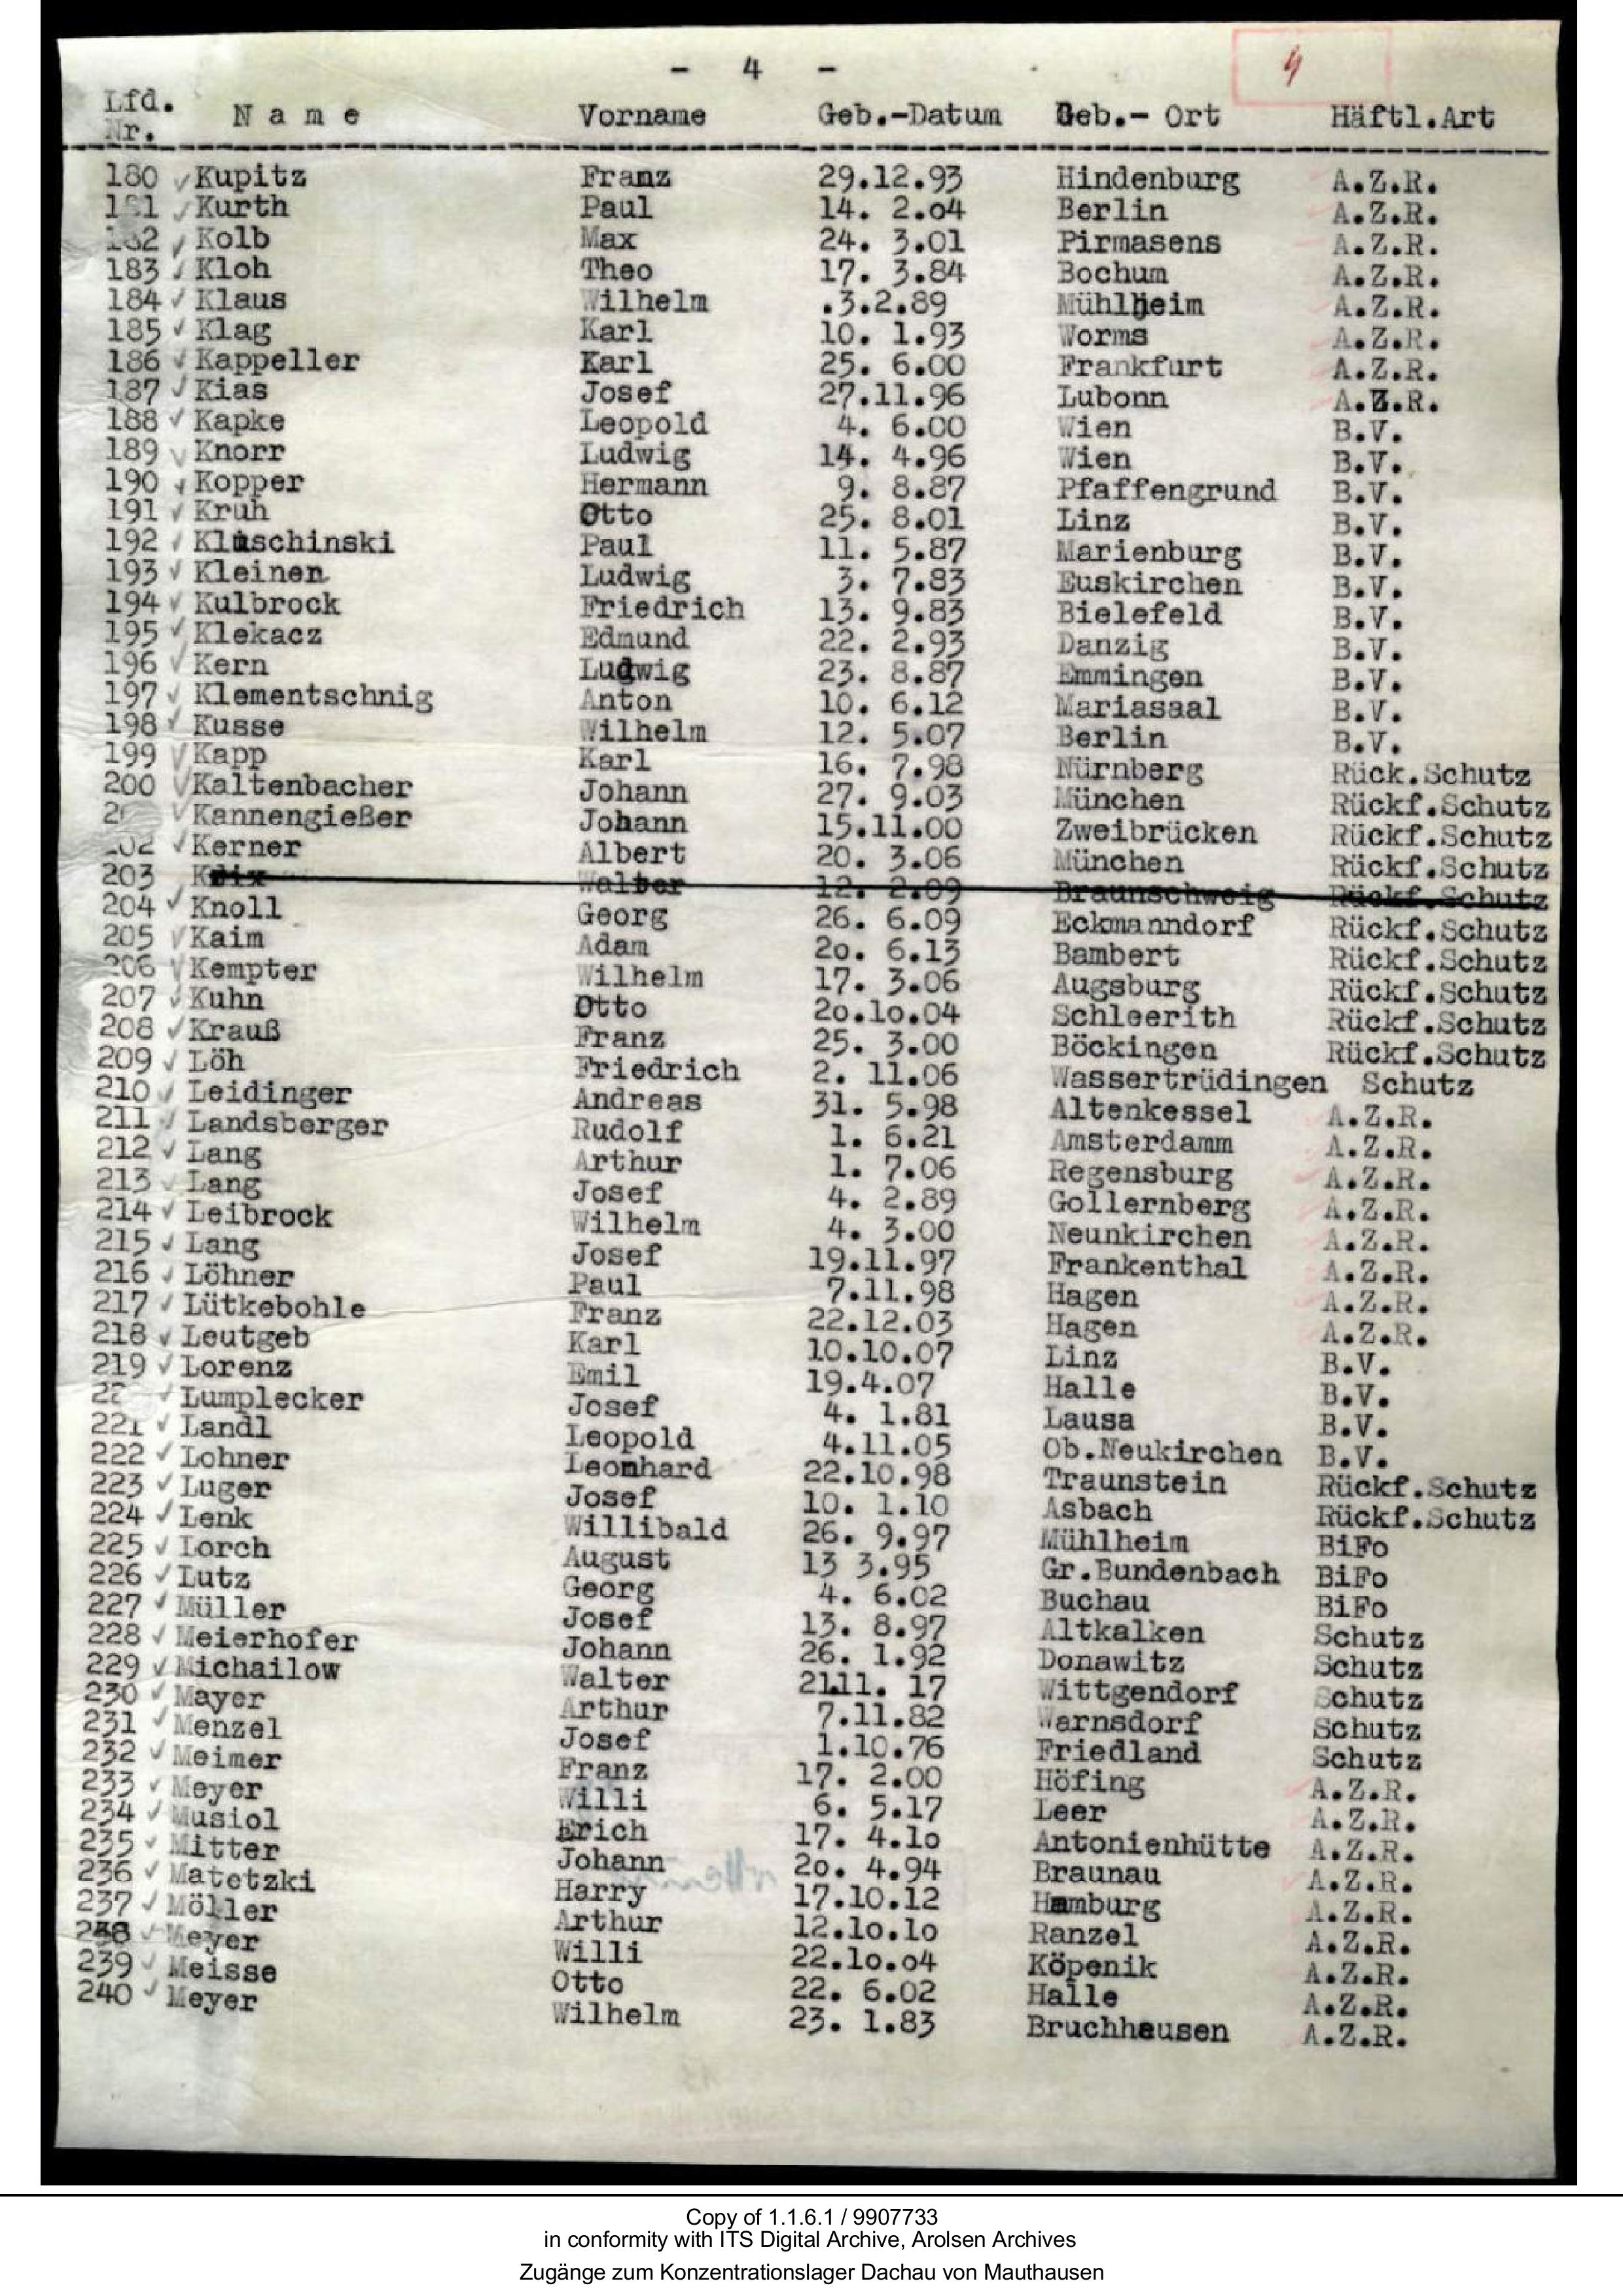 - 4 -
4
Lfd. Nr. Name Vorname Geb.-Datum Geb.- Ort Häftl.Art
180 Kupitz Franz 29.12.93 Hindenburg A.Z.R.
181 Kurth Paul 14. 2.04 Berlin A.Z.R.
182 Kolb Max 24. 3.01 Pirmasens A.Z.R.
183 Kloh Theo 17. 3.84 Bochum A.Z.R.
184 Klaus Wilhelm .3.2.89 Mühlheim A.Z.R.
185 Klag Karl 10. 1.93 Worms A.Z.R.
186 Kappeller Karl 25. 6.00 Frankfurt A.Z.R.
187 Kias Josef 27.11.96 Lubonn A.Z.R.
188 Kapke Leopold 4. 6.00 Wien B.V.
189 Knorr Ludwig 14. 4.96 Wien B.V.
190 Kopper Hermann 9. 8.87 Pfaffengrund B.V.
191 Kruh Otto 25. 8.01 Linz B.V.
192 Kluschinski Paul 11. 5.87 Marienburg B.V.
193 Kleinen Ludwig 3. 7.83 Euskirchen B.V.
194 Kulbrock Friedrich 13. 9.83 Bielefeld B.V.
195 Klekacz Edmund 22. 2.93 Danzig B.V.
196 Kern Ludwig 23. 8.87 Emmingen B.V.
197 Klementschnig Anton 10. 6.12 Mariasaal B.V.
198 Kusse Wilhelm 12. 5.07 Berlin B.V.
199 Kapp Karl 16. 7.98 Nürnberg Rück.Schutz
200 Kaltenbacher Johann 27. 9.03 München Rückf.Schutz
2 Kannengießer Johann 15.11.00 Zweibrücken Rückf.Schutz
202 Kerner Albert 20. 3.06 München Rückf.Schutz
203 Walter 12. 2.09 Braunschweig Rückf.Schutz
204 Knoll Georg 26. 6.09 Eckmanndorf Rückf.Schutz
205 Kaim Adam 2o. 6.13 Bambert Rückf.Schutz
206 Kempter Wilhelm 17. 3.06 Augsburg Rückf.Schutz
207 Kuhn Otto 2o.1o.04 Schleerith Rückf.Schutz
208 Krauß Franz 25. 3.00 Böckingen Rückf.Schutz
209 Löh Friedrich 2. 11.06 Wassertrüdingen Schutz
210 Leidinger Andreas 31. 5.98 Altenkessel A.Z.R.
211 Landsberger Rudolf 1. 6.21 Amsterdamm A.Z.R.
212 Lang Arthur 1. 7.06 Regensburg A.Z.R.
213 Lang Josef 4. 2.89 Gollernberg A.Z.R.
214 Leibrock Wilhelm 4. 3.00 Neunkirchen A.Z.R.
215 Lang Josef 19.11.97 Frankenthal A.Z.R.
216 Löhner Paul 7.11.98 Hagen A.Z.R.
217 Lütkebohle Franz 22.12.03 Hagen A.Z.R.
218 Leutgeb Karl 10.10.07 Linz B.V.
219 Lorenz Emil 19.4.07 Halle B.V.
22 Lumplecker Josef 4. 1.81 Lausa B.V.
221 Landl Leopold 4.11.05 Ob.Neukirchen B.V.
222 Lohner Leonhard 22.10.98 Traunstein Rückf.Schutz
223 Luger Josef 10. 1.10 Asbach Rückf.Schutz
224 Lenk Willibald 26. 9.97 Mühlheim BiFo
225 Lorch August 13 3.95 Gr.Bundenbach BiFo
226 Lutz Georg 4. 6.02 Buchau BiFo
227 Müller Josef 13. 8.97 Altkalken Schutz
228 Meierhofer Johann 26. 1.92 Donawitz Schutz
229 Michailow Walter 21.11. 17 Wittgendorf Schutz
230 Mayer Arthur 7.11.82 Warnsdorf Schutz
231 Menzel Josef 1.10.76 Friedland Schutz
232 Meimer Franz 17. 2.00 Höfing A.Z.R.
233 Meyer Willi 6. 5.17 Leer A.Z.R.
234 Musiol Erich 17. 4.1o Antonienhütte A.Z.R.
235 Mitter Johann 20. 4.94 Braunau A.Z.R.
236 Matetzki Harry 17.10.12 Hamburg A.Z.R.
237 Möller Arthur 12.1o.1o Ranzel A.Z.R.
238 Meyer Willi 22.1o.o4 Köpenik A.Z.R.
239 Meisse Otto 22. 6.02 Halle A.Z.R.
240 Meyer Wilhelm 23. 1.83 Bruchhausen A.Z.R.
Copy of 1.1.6.1 / 9907733
in conformity with ITS Digital Archive, Arolsen Archives
Zugänge zum Konzentrationslager Dachau von Mauthausen